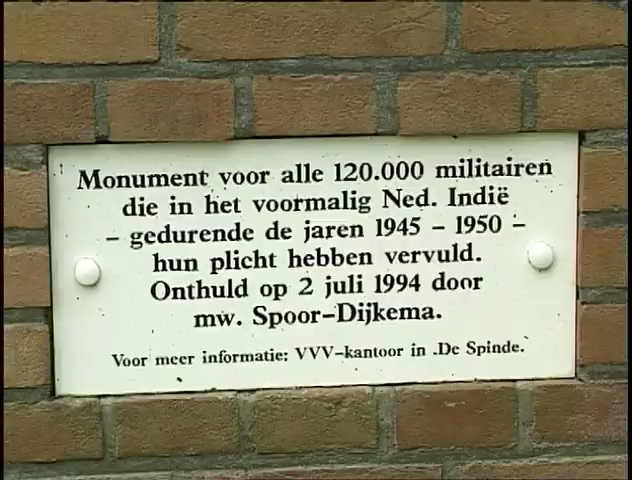 Monument voor alle 120.000 militairen
die in het voormalig Ned. Indië
- gedurende de jaren 1945 - 1950 -
hun plicht hebben vervuld.
Onthuld op 2 juli 1994 door
mw. Spoor-Dijkema.
Voor meer informatie: VVV-kantoor in „De Spinde.”